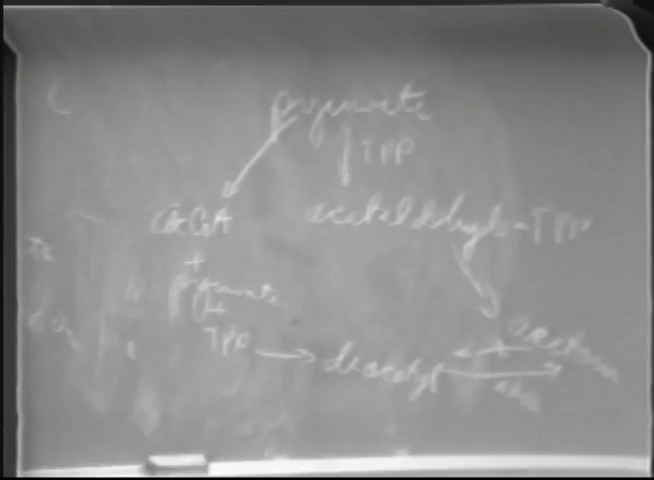 pyruvate
TPP
AcCoA
acetaldehyde-TPP
+
pyruvate
+
TPP
diacetyl
acetoin